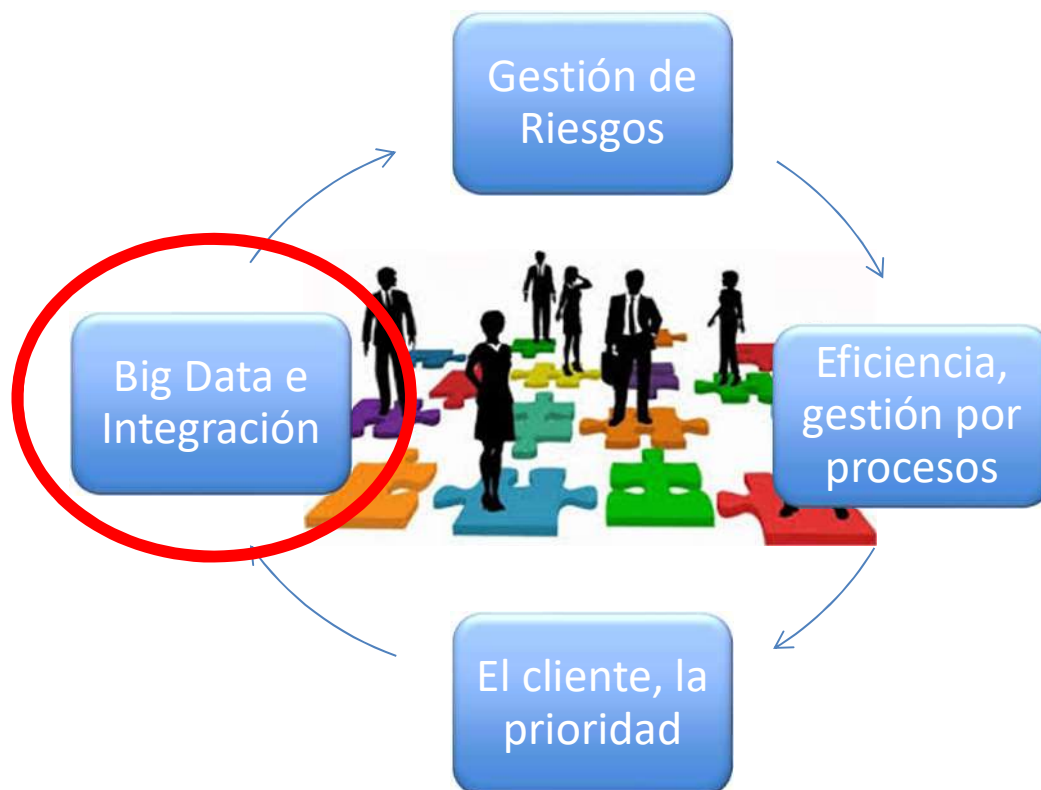 Gestión de
Riesgos
Big Data e
Integración
Eficiencia,
gestión por
procesos
El cliente, la
prioridad